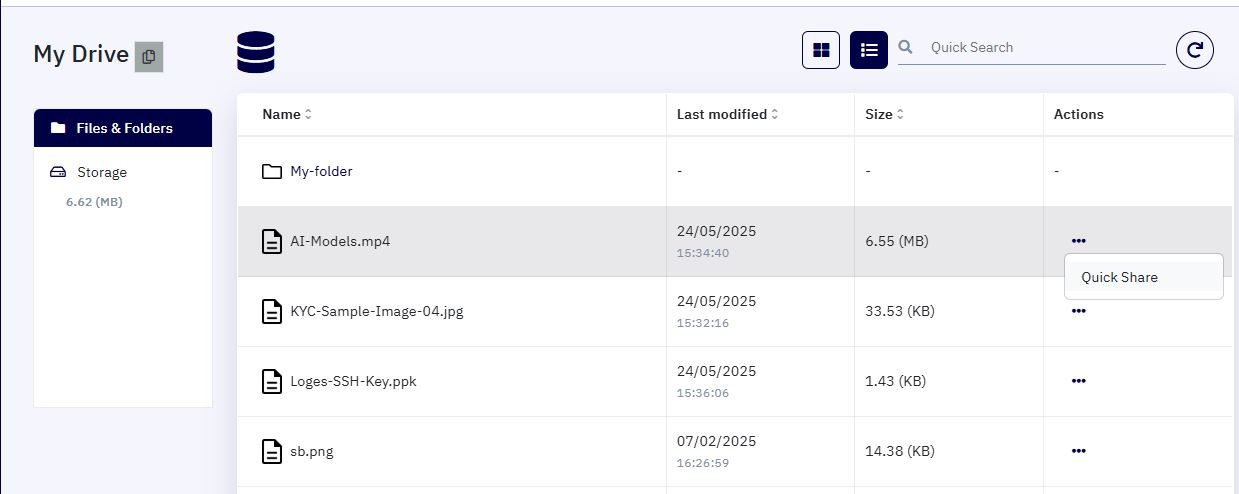 My Drive
Quick Search
Files & Folders
Storage
6.62 (MB)
Name Last modified Size Actions
My-folder - - -
AI-Models.mp4 24/05/2025 15:34:40 6.55 (MB)
Quick Share
KYC-Sample-Image-04.jpg 24/05/2025 15:32:16 33.53 (KB)
Loges-SSH-Key.ppk 24/05/2025 15:36:06 1.43 (KB)
sb.png 07/02/2025 16:26:59 14.38 (KB)